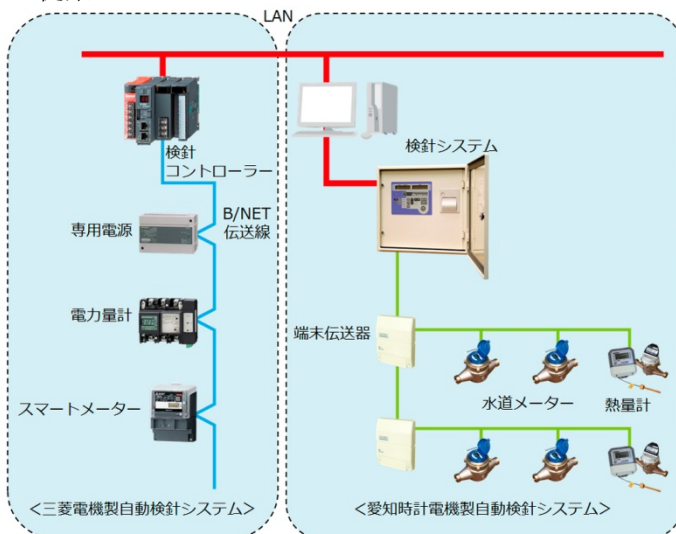 LAN
検針
コントローラー
B/NET
伝送線
専用電源
電力量計
スマートメーター
<三菱電機製自動検針システム>
検針システム
端末伝送器
水道メーター
熱量計
<愛知時計電機製自動検針システム>